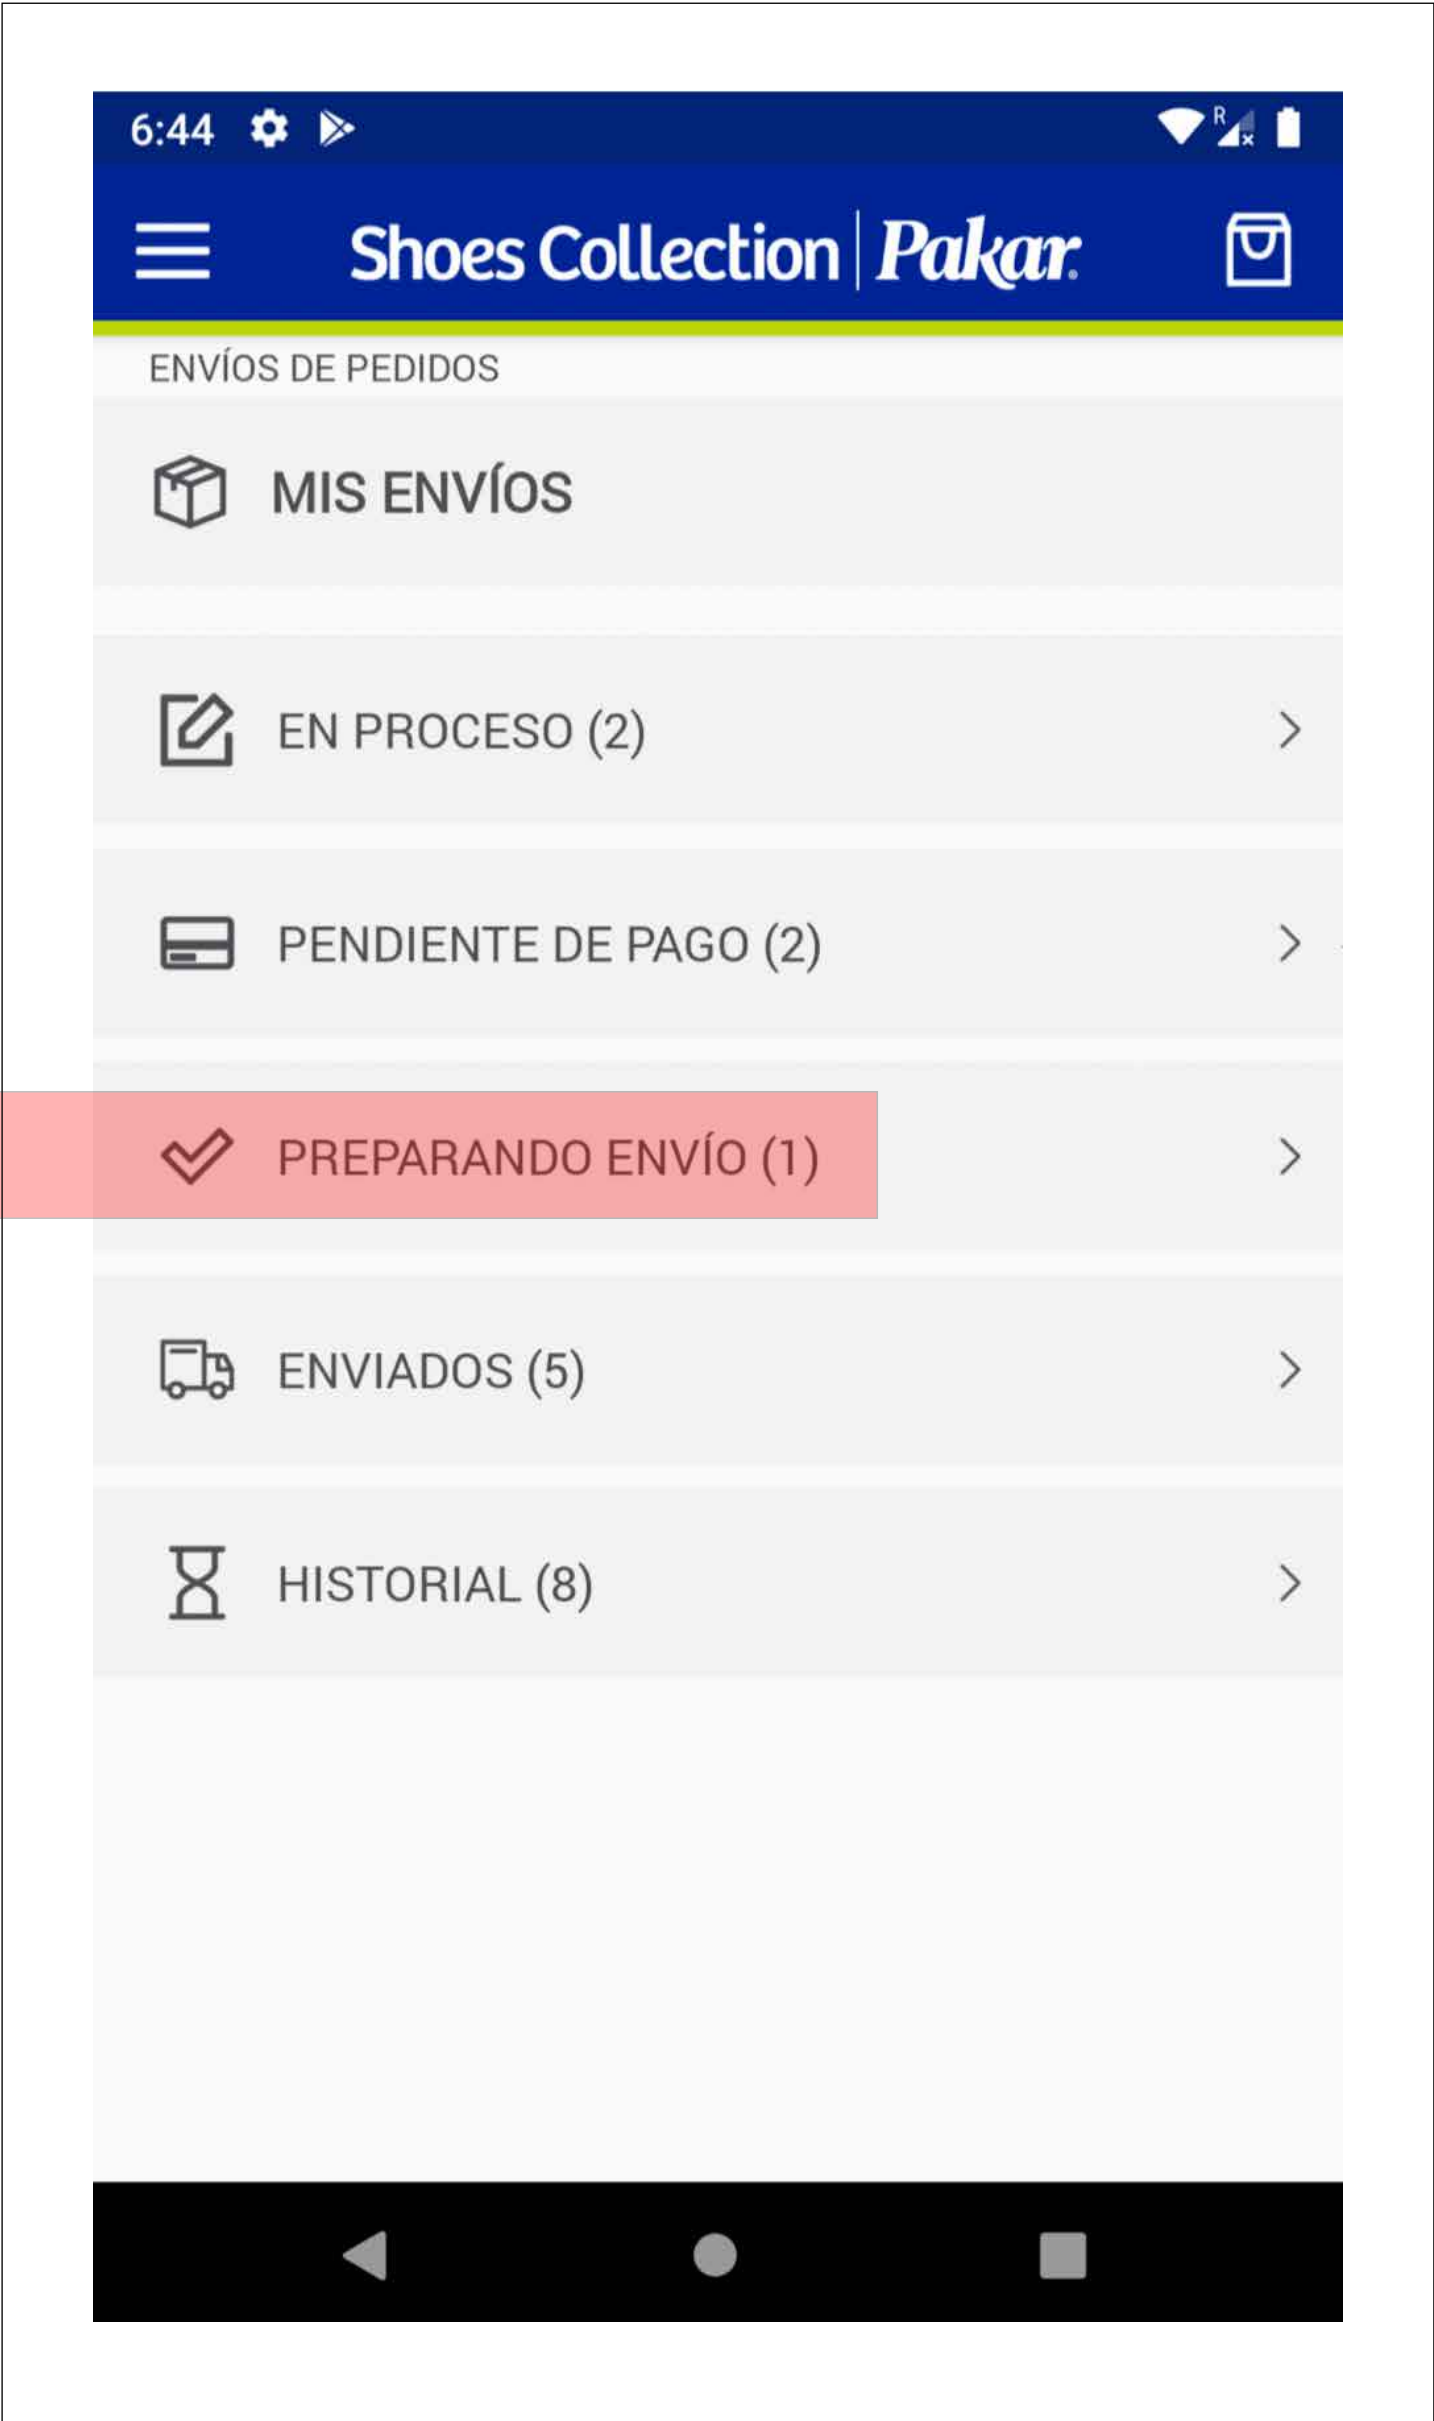 6:44
R
Shoes Collection | Pakar.
ENVÍOS DE PEDIDOS
MIS ENVÍOS
EN PROCESO (2)
PENDIENTE DE PAGO (2)
PREPARANDO ENVÍO (1)
ENVIADOS (5)
HISTORIAL (8)